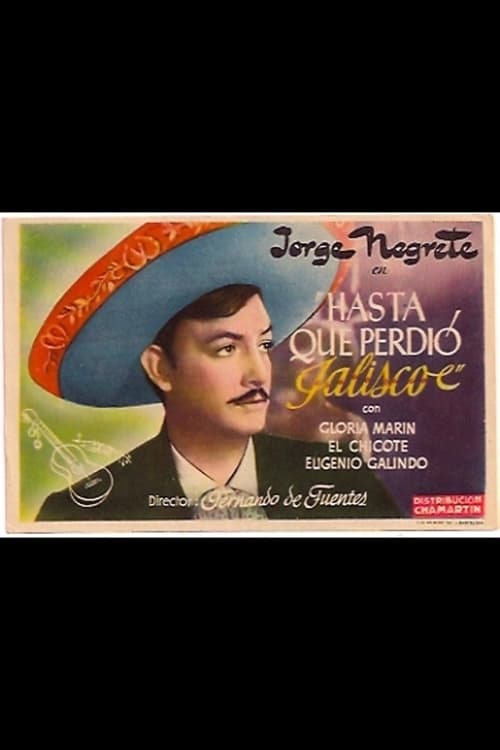 Jorge Negrete
en
"HASTA
QUE PERDIÓ
Jalisco"
con
GLORIA MARIN
EL CHICOTE
EUGENIO GALINDO
Director: Fernando de Fuentes
DISTRIBUCION
CHAMARTIN